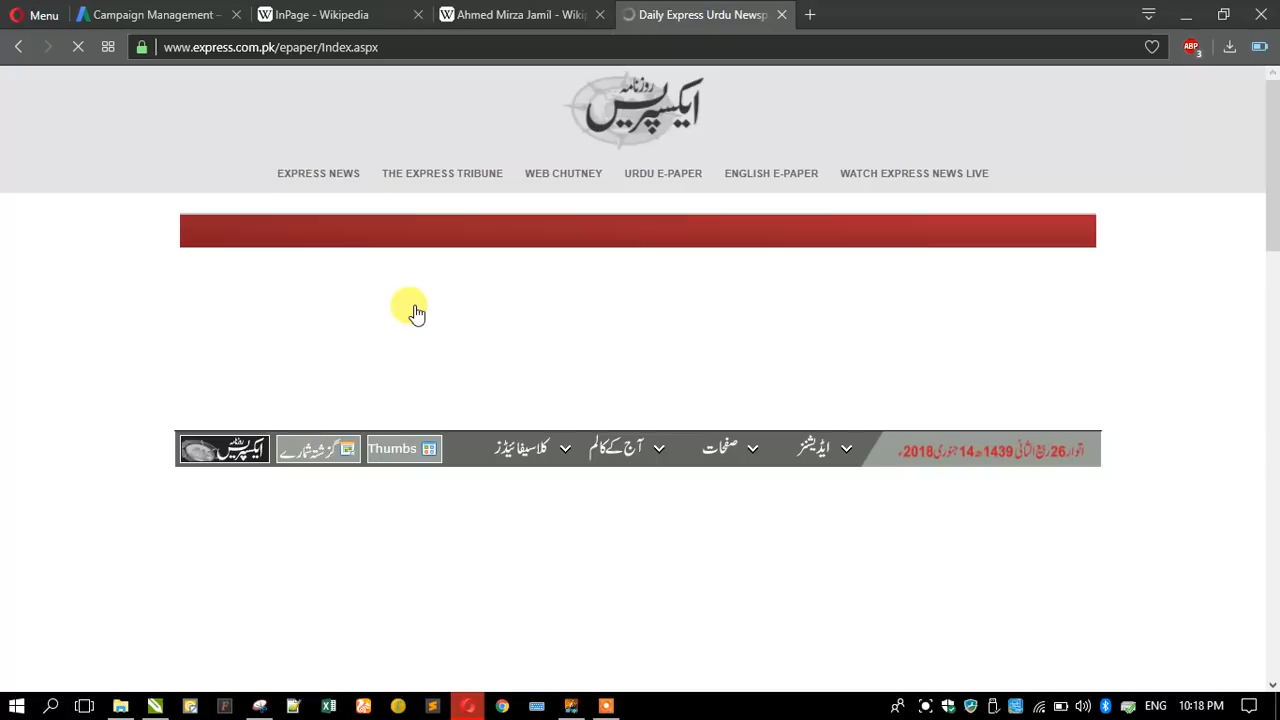 Menu
Campaign Management –
InPage - Wikipedia
Ahmed Mirza Jamil - Wiki
Daily Express Urdu Newsp
www.express.com.pk/epaper/Index.aspx
ABP
3
روزنامہ
ایکسپریس
EXPRESS NEWS
THE EXPRESS TRIBUNE
WEB CHUTNEY
URDU E-PAPER
ENGLISH E-PAPER
WATCH EXPRESS NEWS LIVE
روزنامہ ایکسپریس
گزشتہ شمارے
Thumbs
کلاسیفائیڈز
آج کے کالم
صفحات
ایڈیشنز
اتوار 26 ربیع الثانی 1439ھ 14 جنوری 2018ء
ENG
10:18 PM